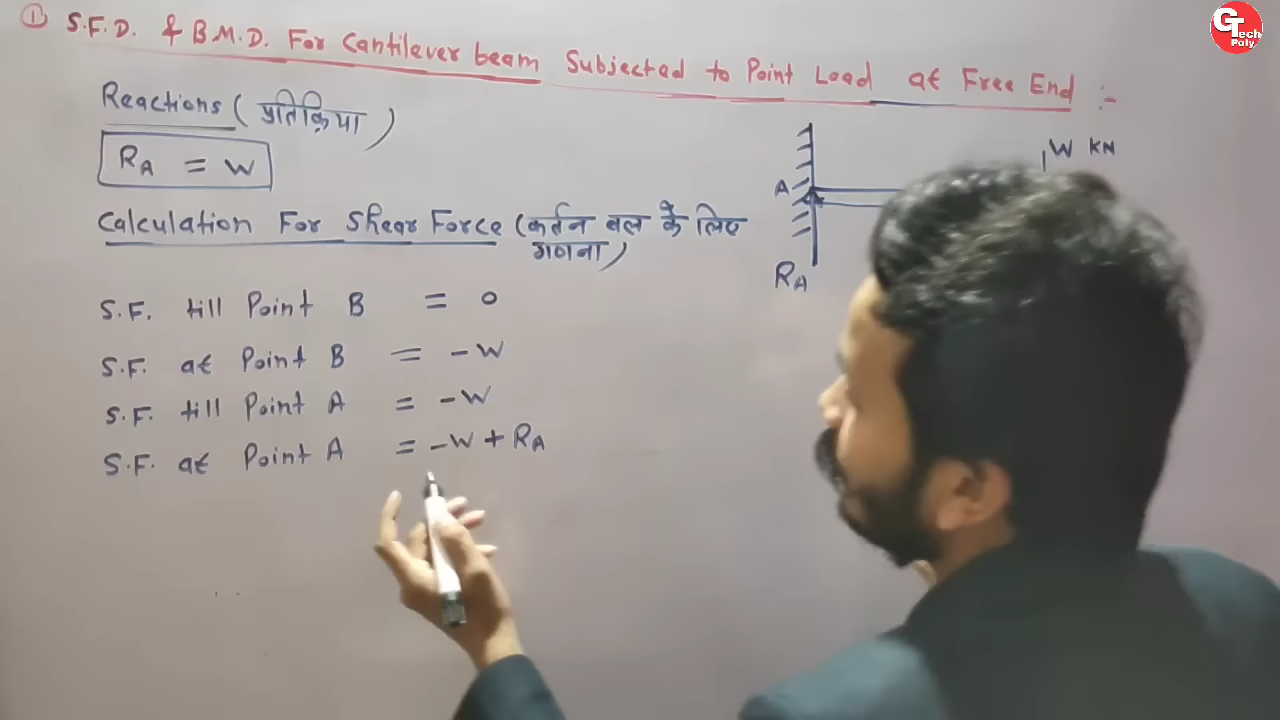 ① S.F.D. & B.M.D. For Cantilever beam Subjected to Point Load at Free End :-
Reactions ( प्रतिक्रिया )
RA = W
Calculation For Shear Force (कर्तन बल के लिए
गणना)
S.F. till Point B = 0
S.F. at Point B = -W
S.F. till Point A = -W
S.F. at Point A = -W + RA
W KN
A
RA
GTech
Poly